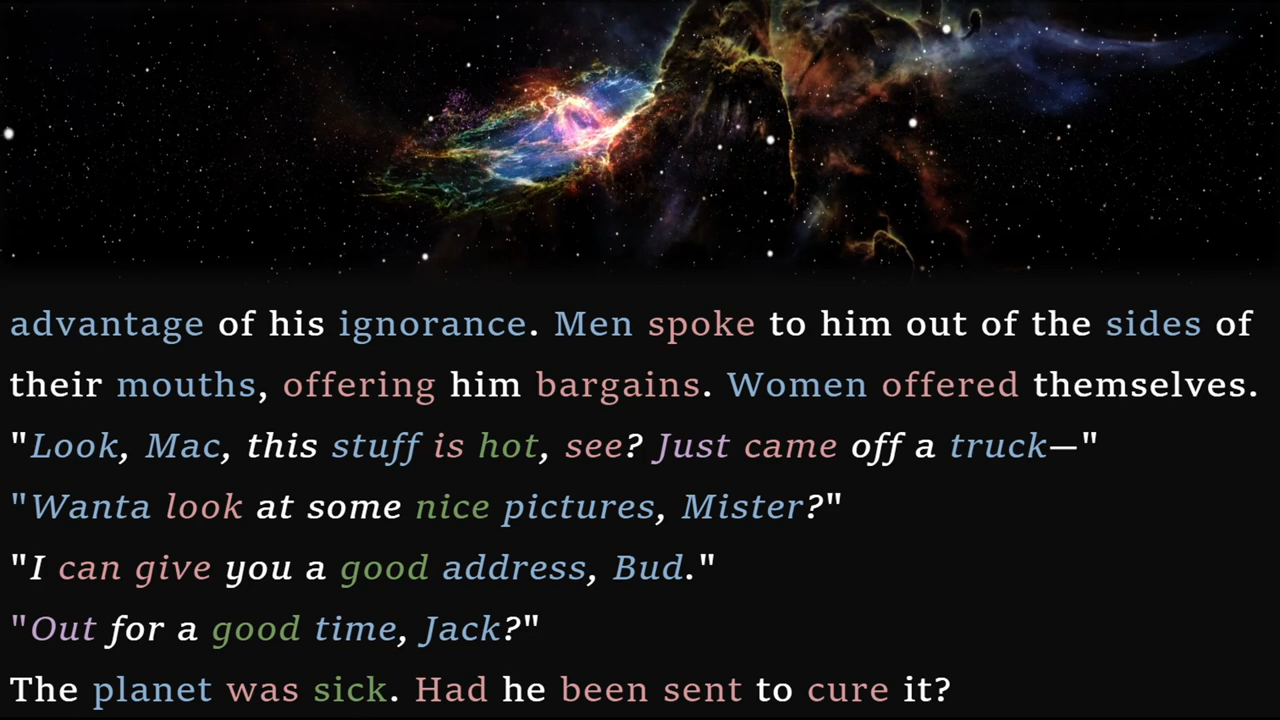 advantage of his ignorance. Men spoke to him out of the sides of
their mouths, offering him bargains. Women offered themselves.
"Look, Mac, this stuff is hot, see? Just came off a truck—"
"Wanta look at some nice pictures, Mister?"
"I can give you a good address, Bud."
"Out for a good time, Jack?"
The planet was sick. Had he been sent to cure it?